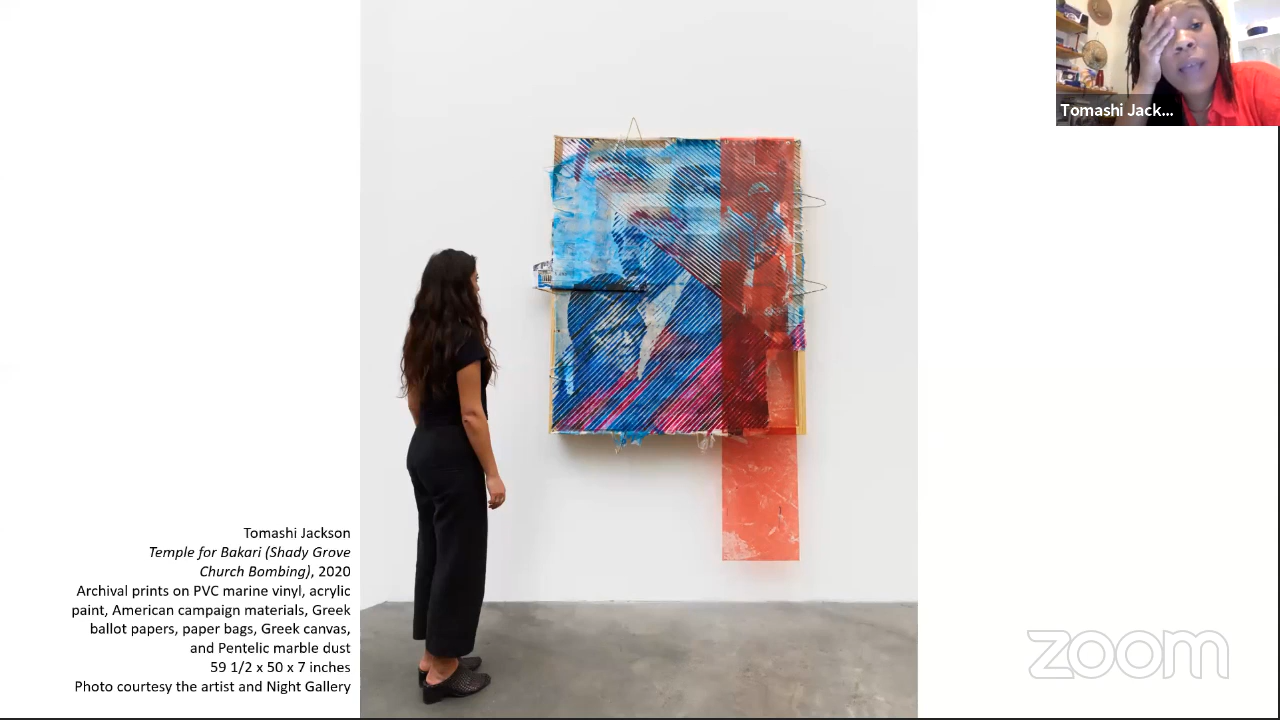 Tomashi Jack...
Tomashi Jackson
Temple for Bakari (Shady Grove
Church Bombing), 2020
Archival prints on PVC marine vinyl, acrylic
paint, American campaign materials, Greek
ballot papers, paper bags, Greek canvas,
and Pentelic marble dust
59 1/2 x 50 x 7 inches
Photo courtesy the artist and Night Gallery
zoom